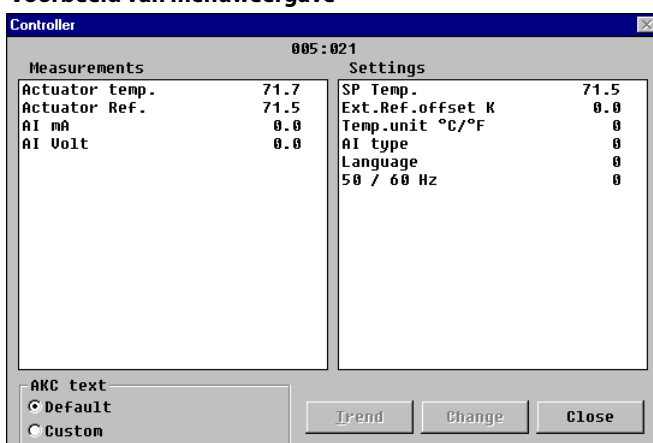 Voorbeeld van menuweergave
Controller
005:021
Measurements
Settings
Actuator temp. 71.7
Actuator Ref. 71.5
AI mA 0.0
AI Volt 0.0
SP Temp. 71.5
Ext.Ref.offset K 0.0
Temp.unit °C/°F 0
AI type 0
Language 0
50 / 60 Hz 0
AKC text
Default
Custom
Trend
Change
Close